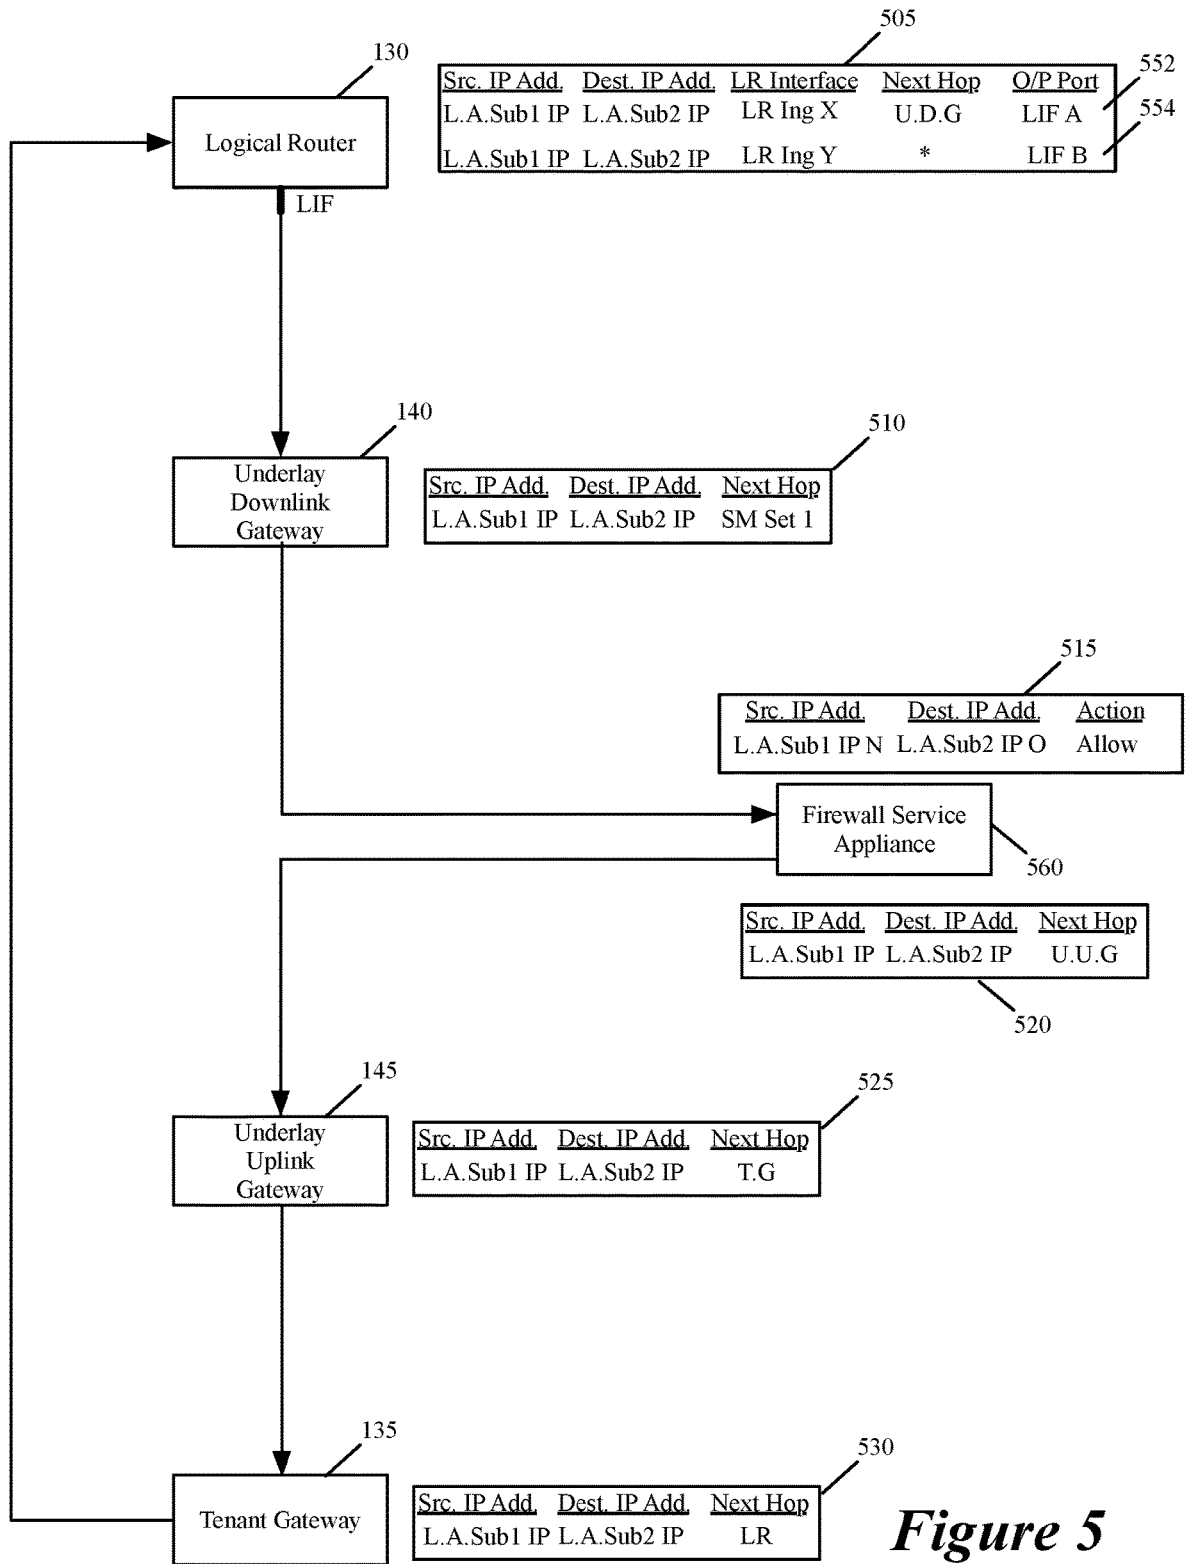 505
130
552
Src. IP Add. Dest. IP Add. LR Interface Next Hop O/P Port
L.A.Sub1 IP L.A.Sub2 IP LR Ing X U.D.G LIF A
554
Logical Router
L.A.Sub1 IP L.A.Sub2 IP LR Ing Y * LIF B
LIF
140
510
Underlay
Downlink
Gateway
Src. IP Add. Dest. IP Add. Next Hop
L.A.Sub1 IP L.A.Sub2 IP SM Set 1
515
Src. IP Add. Dest. IP Add. Action
L.A.Sub1 IP N L.A.Sub2 IP O Allow
Firewall Service
Appliance
560
Src. IP Add. Dest. IP Add. Next Hop
L.A.Sub1 IP L.A.Sub2 IP U.U.G
520
145
525
Underlay
Uplink
Gateway
Src. IP Add. Dest. IP Add. Next Hop
L.A.Sub1 IP L.A.Sub2 IP T.G
135
530
Tenant Gateway
Src. IP Add. Dest. IP Add. Next Hop
L.A.Sub1 IP L.A.Sub2 IP LR
Figure 5